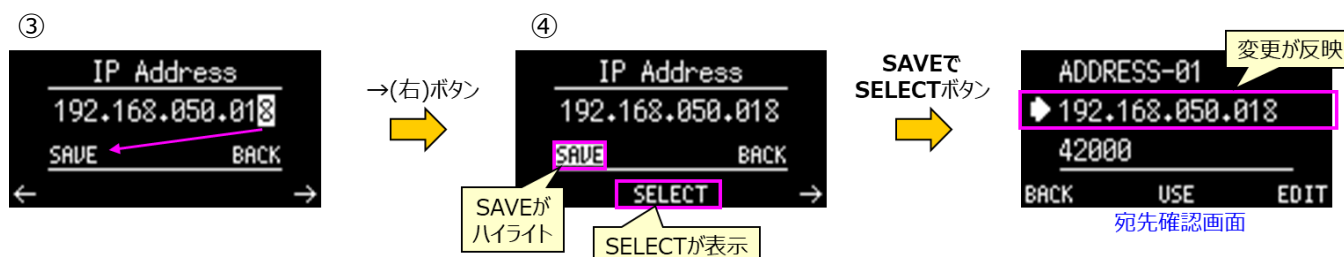 ③
IP Address
192.168.050.018
SAVE BACK
← →
→(右)ボタン
④
IP Address
192.168.050.018
SAVE BACK
SELECT →
SAVEが
ハイライト
SELECTが表示
SAVEで
SELECTボタン
変更が反映
ADDRESS-01
192.168.050.018
42000
BACK USE EDIT
宛先確認画面